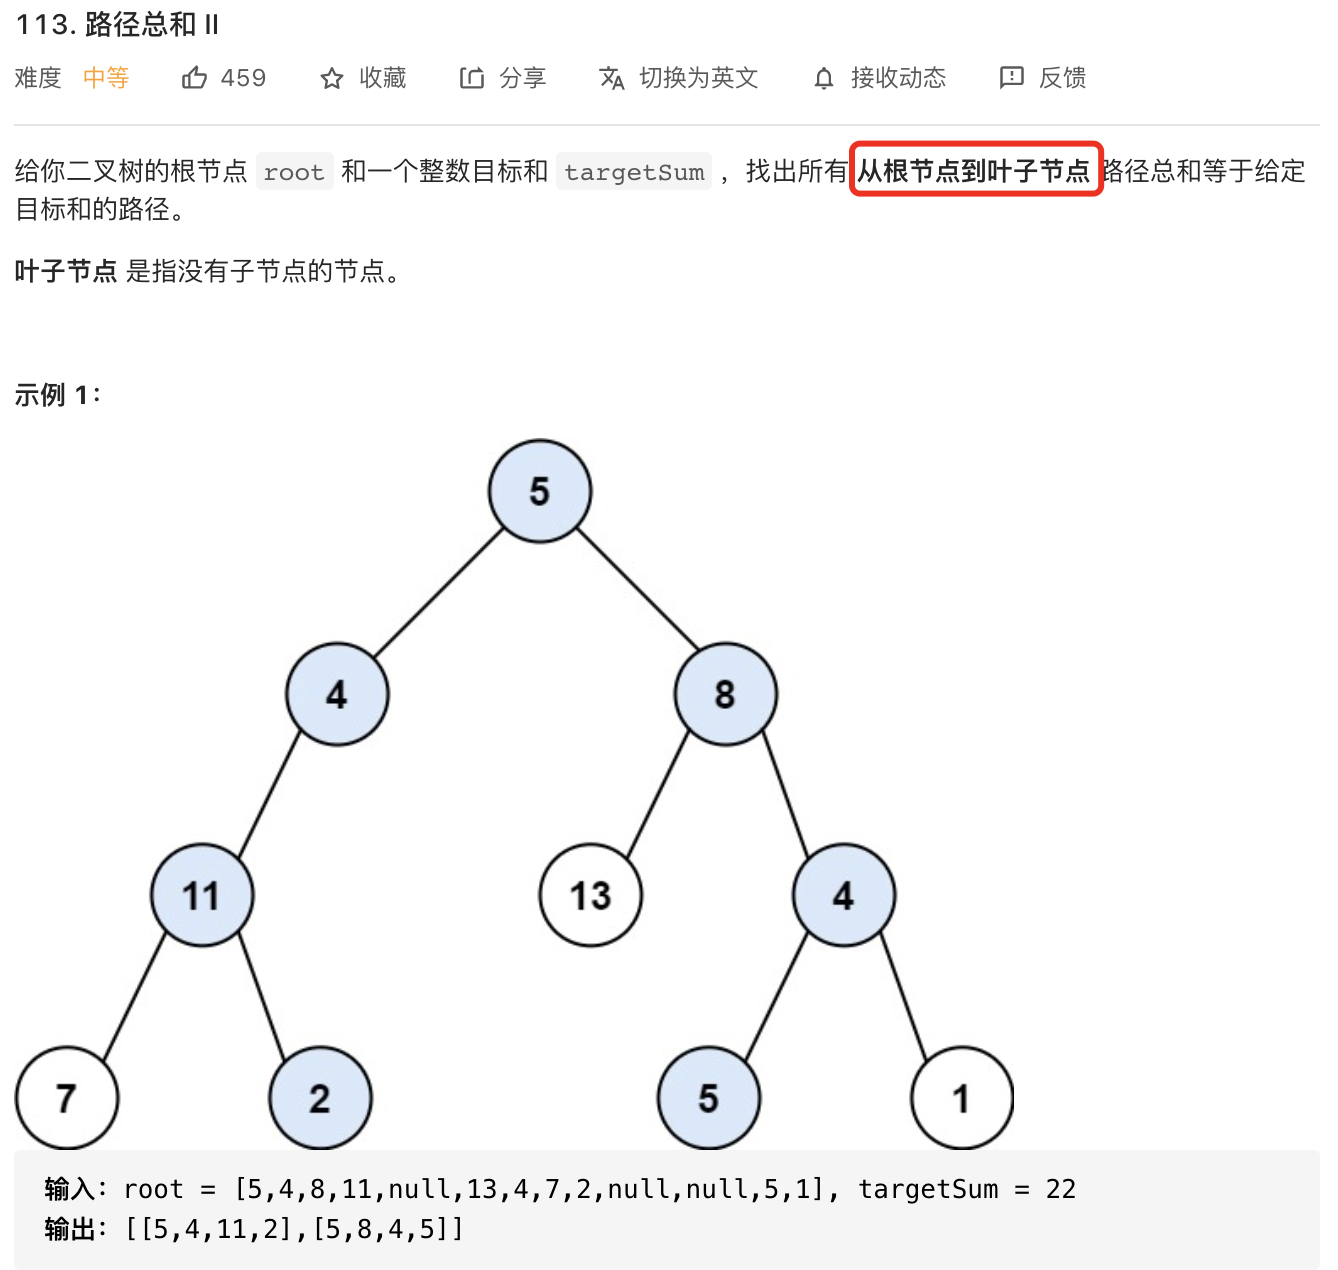 113. 路径总和 II
难度 中等 459 收藏 分享 切换为英文 接收动态 反馈
给你二叉树的根节点 root 和一个整数目标和 targetSum ，找出所有 从根节点到叶子节点 路径总和等于给定
目标和的路径。
叶子节点 是指没有子节点的节点。
示例 1：
5
4 8
11 13 4
7 2 5 1
输入：root = [5,4,8,11,null,13,4,7,2,null,null,5,1], targetSum = 22
输出：[[5,4,11,2],[5,8,4,5]]